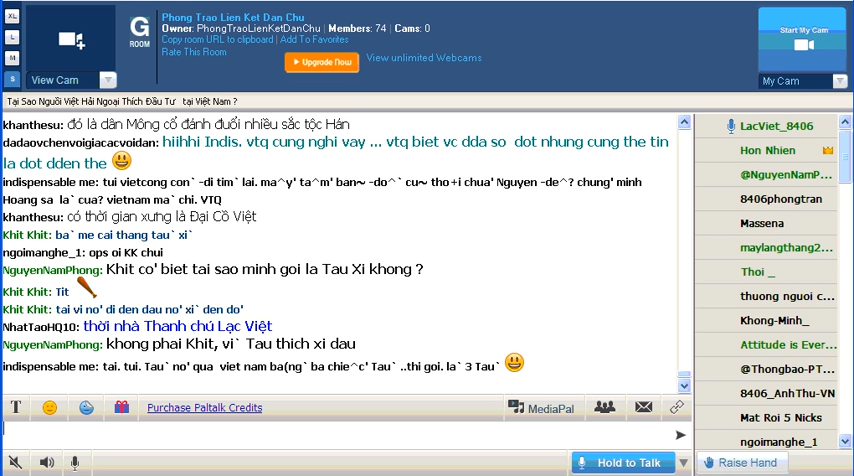 XL
L
M
S
View Cam
G
ROOM
Phong Trao Lien Ket Dan Chu
Owner: PhongTraoLienKetDanChu | Members: 74 | Cams: 0
Copy room URL to clipboard | Add To Favorites
Rate This Room
Upgrade Now
View unlimited Webcams
Start My Cam
My Cam
Tại Sao Người Việt Hải Ngoại Thích Đầu Tư tại Việt Nam ?
khanthesu: đó là dân Mông cổ đánh đuổi nhiều sắc tộc Hán
dadaovchenvoigiacacvoidan: hiihhi Indis. vtq cung nghi vay ... vtq biet vc dda so dot nhung cung the tin
la dot dden the
indispensable me: tui vietcong con` -di tim` lai. ma^y' ta^m' ban~ -do^` cu~ tho+i chua' Nguyen -de^? chung' minh
Hoang sa la` cua? vietnam ma` chi. VTQ
khanthesu: có thời gian xưng là Đại Cồ Việt
Khit Khit: ba` me cai thang tau` xi`
ngoimanghe_1: ops oi KK chui
NguyenNamPhong: Khit co' biet tai sao minh goi la Tau Xi khong ?
Khit Khit: Tit
Khit Khit: tai vi no' di den dau no' xi` den do'
NhatTaoHQ10: thời nhà Thanh chú Lạc Việt
NguyenNamPhong: khong phai Khit, vi` Tau thich xi dau
indispensable me: tai. tui. Tau` no' qua viet nam ba(ng` ba chie^c' Tau` ..thi goi. la` 3 Tau`
T
Purchase Paltalk Credits
MediaPal
Hold to Talk
LacViet_8406
Hon Nhien
@NguyenNamP...
8406phongtran
Massena
maylangthang2...
Thoi _
thuong nguoi c...
Khong-Minh_
Attitude is Ever...
@Thongbao-PT...
8406_AnhThu-VN
Mat Roi 5 Nicks
ngoimanghe_1
Raise Hand